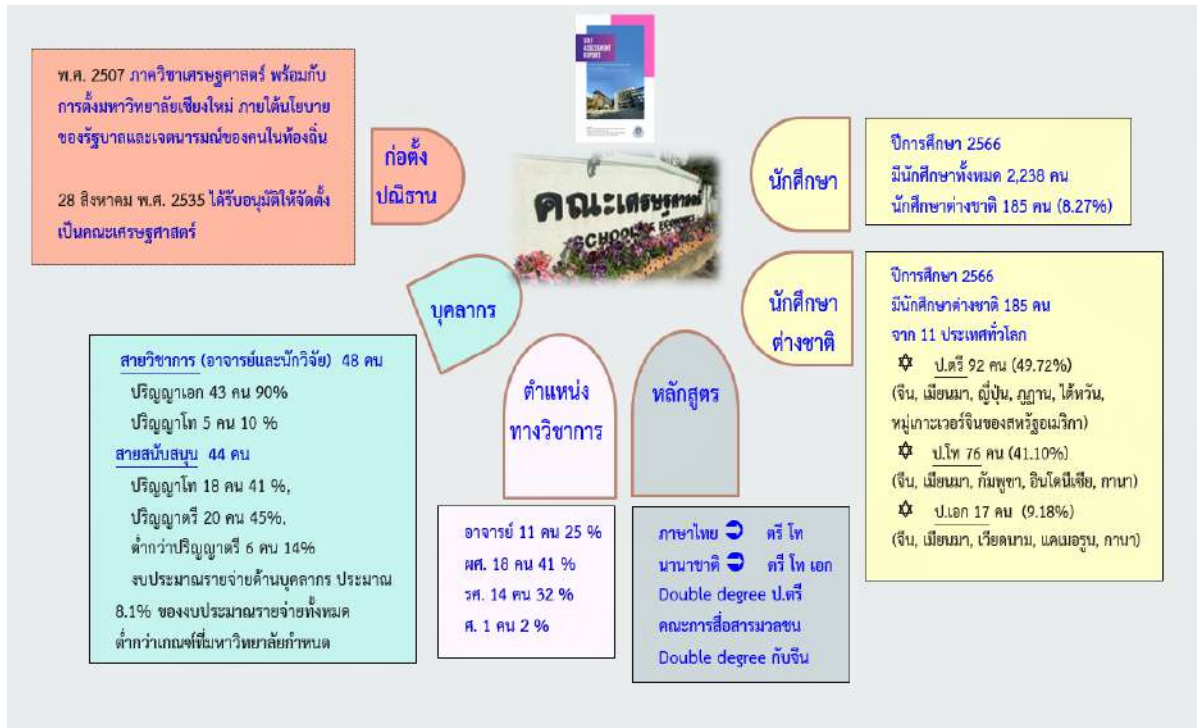 SELF
ASSESSMENT
REPORT
พ.ศ. 2507 ภาควิชาเศรษฐศาสตร์ พร้อมกับ
การตั้งมหาวิทยาลัยเชียงใหม่ ภายใต้นโยบาย
ของรัฐบาลและเจตนารมณ์ของคนในท้องถิ่น
28 สิงหาคม พ.ศ. 2535 ได้รับอนุมัติให้จัดตั้ง
เป็นคณะเศรษฐศาสตร์
ก่อตั้ง
ปณิธาน
คณะเศรษฐศาสตร์
SCHOOL OF ECONOMICS
นักศึกษา
ปีการศึกษา 2566
มีนักศึกษาทั้งหมด 2,238 คน
นักศึกษาต่างชาติ 185 คน (8.27%)
บุคลากร
สายวิชาการ (อาจารย์และนักวิจัย) 48 คน
ปริญญาเอก 43 คน 90%
ปริญญาโท 5 คน 10 %
สายสนับสนุน 44 คน
ปริญญาโท 18 คน 41 %,
ปริญญาตรี 20 คน 45%,
ต่ำกว่าปริญญาตรี 6 คน 14%
งบประมาณรายจ่ายด้านบุคลากร ประมาณ
8.1% ของงบประมาณรายจ่ายทั้งหมด
ต่ำกว่าเกณฑ์ที่มหาวิทยาลัยกำหนด
ตำแหน่ง
ทางวิชาการ
อาจารย์ 11 คน 25 %
ผศ. 18 คน 41 %
รศ. 14 คน 32 %
ศ. 1 คน 2 %
หลักสูตร
ภาษาไทย ➲ ตรี โท
นานาชาติ ➲ ตรี โท เอก
Double degree ป.ตรี
คณะการสื่อสารมวลชน
Double degree กับจีน
นักศึกษา
ต่างชาติ
ปีการศึกษา 2566
มีนักศึกษาต่างชาติ 185 คน
จาก 11 ประเทศทั่วโลก
✡ ป.ตรี 92 คน (49.72%)
(จีน, เมียนมา, ญี่ปุ่น, ภูฏาน, ไต้หวัน,
หมู่เกาะเวอร์จินของสหรัฐอเมริกา)
✡ ป.โท 76 คน (41.10%)
(จีน, เมียนมา, กัมพูชา, อินโดนีเซีย, กานา)
✡ ป.เอก 17 คน (9.18%)
(จีน, เมียนมา, เวียดนาม, แคเมอรูน, กานา)